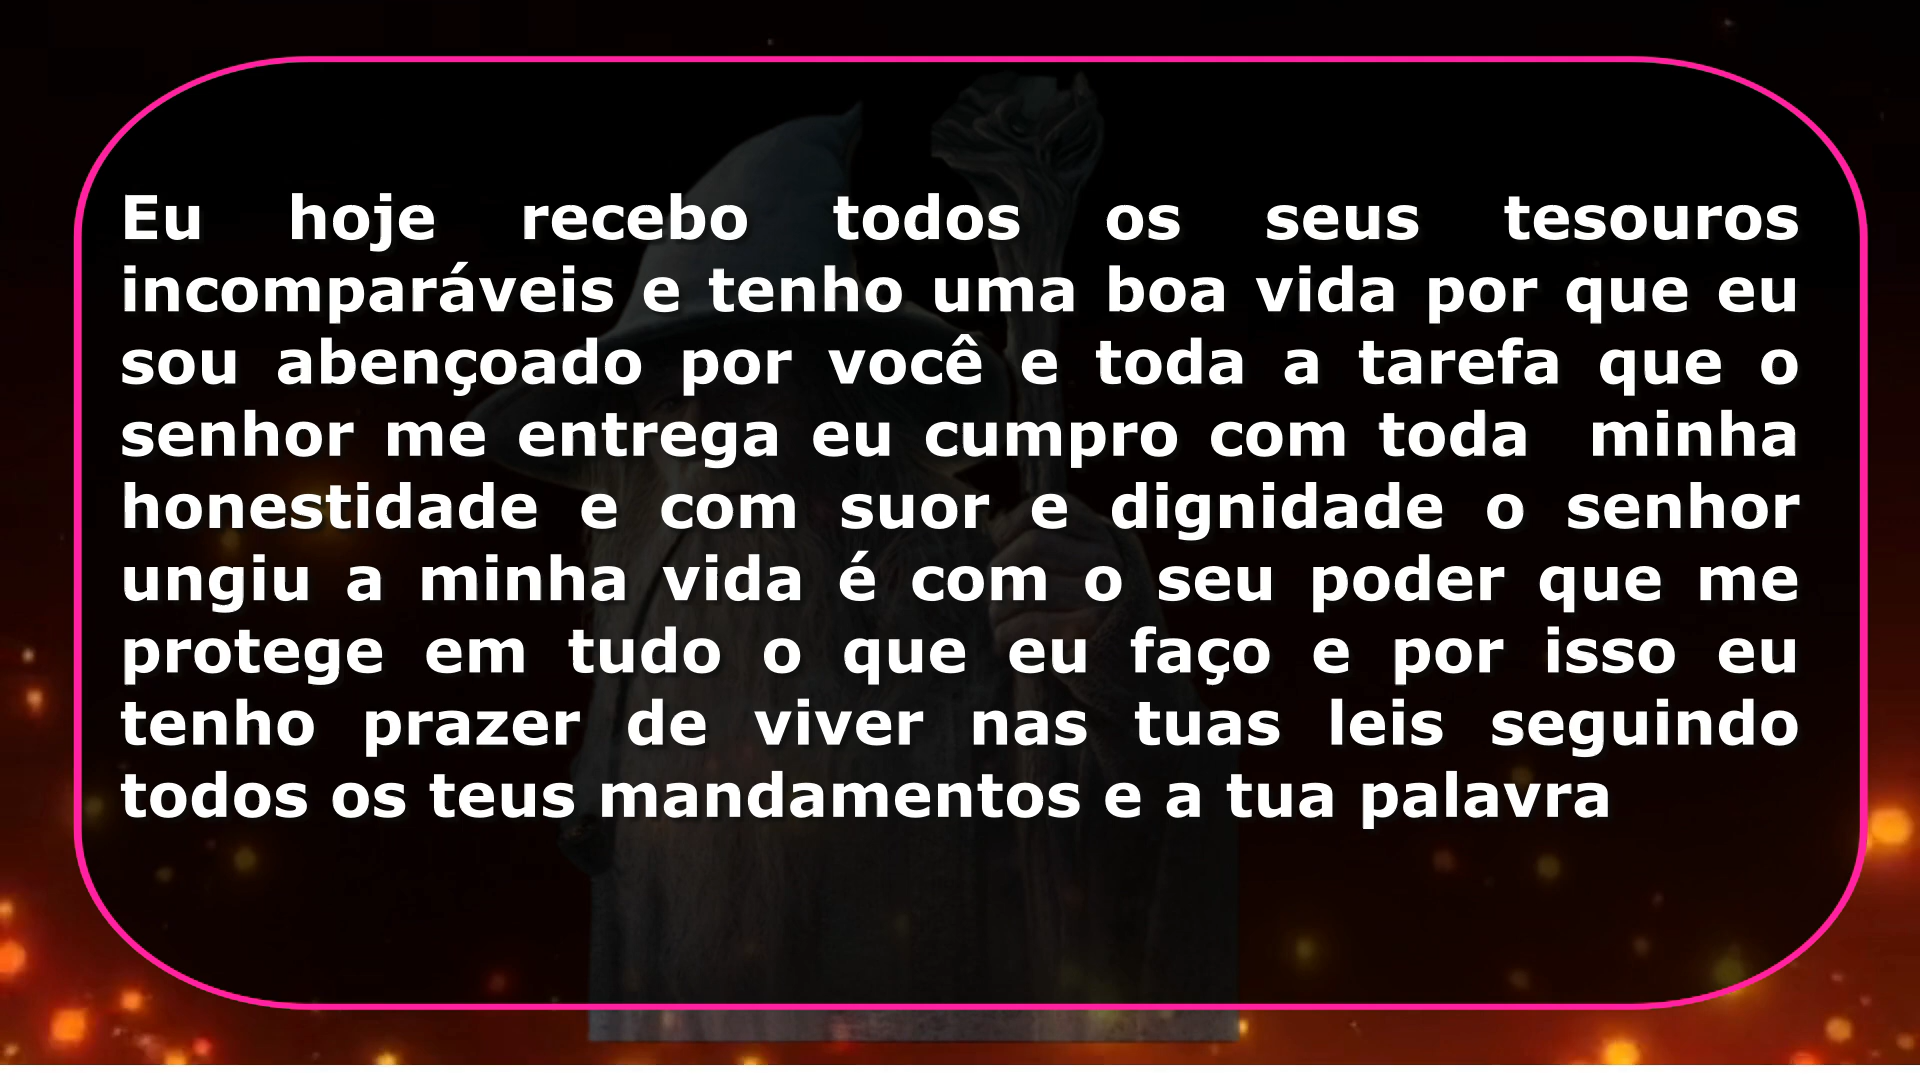 Eu hoje recebo todos os seus tesouros
incomparáveis e tenho uma boa vida por que eu
sou abençoado por você e toda a tarefa que o
senhor me entrega eu cumpro com toda  minha
honestidade e com suor e dignidade o senhor
ungiu a minha vida é com o seu poder que me
protege em tudo o que eu faço e por isso eu
tenho prazer de viver nas tuas leis seguindo
todos os teus mandamentos e a tua palavra